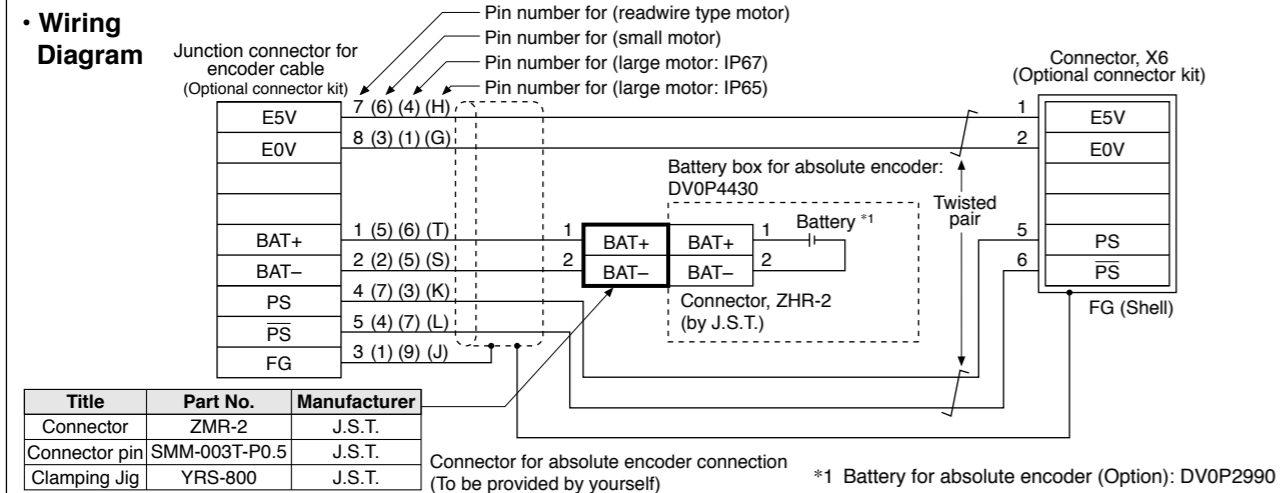 · Wiring
Diagram
Junction connector for
encoder cable
(Optional connector kit)
Pin number for (readwire type motor)
Pin number for (small motor)
Pin number for (large motor: IP67)
Pin number for (large motor: IP65)
Connector, X6
(Optional connector kit)
E5V 7 (6) (4) (H) 1 E5V
E0V 8 (3) (1) (G) 2 E0V
Battery box for absolute encoder:
DV0P4430
Twisted
pair
Battery *1
BAT+ 1 (5) (6) (T) 1 BAT+ BAT+ 1 5 PS
BAT– 2 (2) (5) (S) 2 BAT– BAT– 2 6 P̅S̅
PS 4 (7) (3) (K)
Connector, ZHR-2
(by J.S.T.)
FG (Shell)
P̅S̅ 5 (4) (7) (L)
FG 3 (1) (9) (J)
Title Part No. Manufacturer
Connector ZMR-2 J.S.T.
Connector pin SMM-003T-P0.5 J.S.T.
Clamping Jig YRS-800 J.S.T.
Connector for absolute encoder connection
(To be provided by yourself)
*1 Battery for absolute encoder (Option): DV0P2990